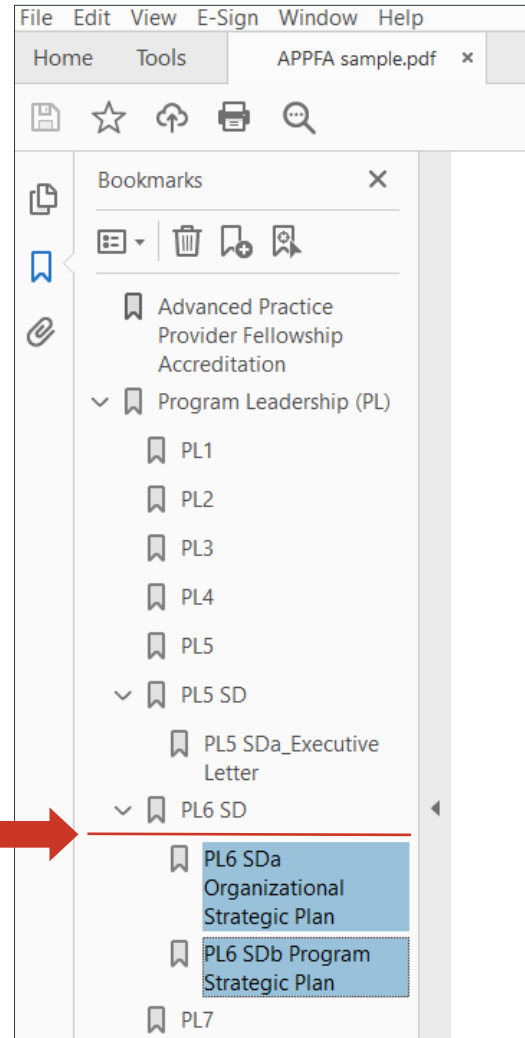 File Edit View E-Sign Window Help
Home Tools APPFA sample.pdf ×
Bookmarks
Advanced Practice
Provider Fellowship
Accreditation
Program Leadership (PL)
PL1
PL2
PL3
PL4
PL5
PL5 SD
PL5 SDa_Executive
Letter
PL6 SD
PL6 SDa
Organizational
Strategic Plan
PL6 SDb Program
Strategic Plan
PL7